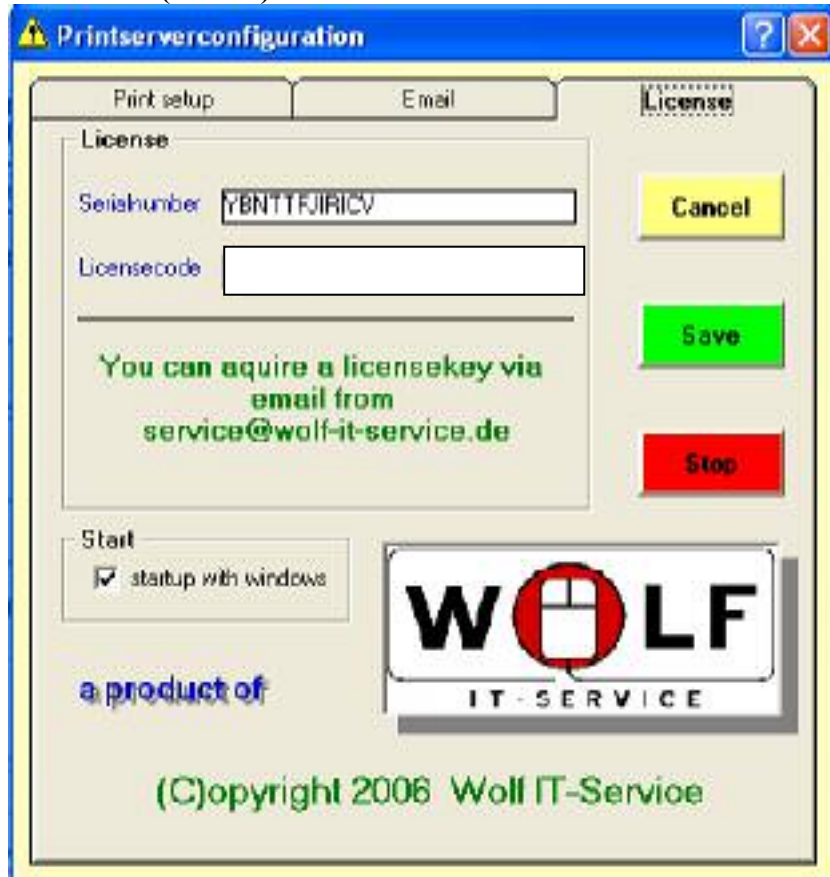 Printserverconfiguration
Print setup
Email
License
License
Serialnumber YBNTTFJIRICV
Licensecode
Cancel
Save
Stop
You can aquire a licensekey via
email from
service@wolf-it-service.de
Start
startup with windows
WOLF
IT-SERVICE
a product of
(C)opyright 2006 Wolf IT-Service